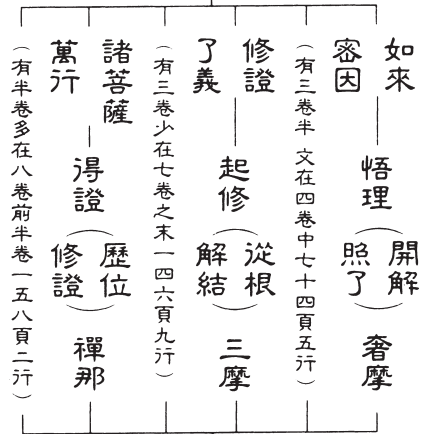 如來
密因
悟理
開解
照了
奢摩
(有三卷半 文在四卷中七十四頁五行)
修證
了義
起修
從根
解結
三摩
(有三卷少在七卷之末一四六頁九行)
諸菩薩
萬行
得證
歷位
修證
禪那
(有半卷多在八卷前半卷一五八頁二行)